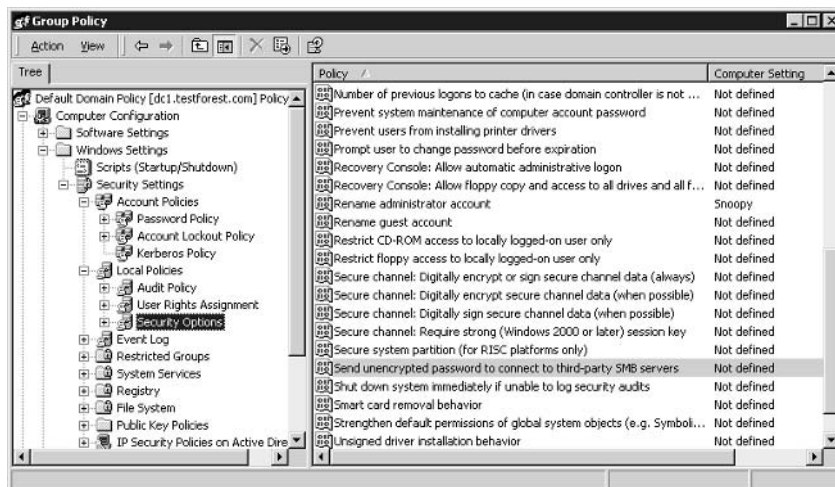 Group Policy
Action View
Tree
Default Domain Policy [dc1.testforest.com] Policy
Computer Configuration
Software Settings
Windows Settings
Scripts (Startup/Shutdown)
Security Settings
Account Policies
Password Policy
Account Lockout Policy
Kerberos Policy
Local Policies
Audit Policy
User Rights Assignment
Security Options
Event Log
Restricted Groups
System Services
Registry
File System
Public Key Policies
IP Security Policies on Active Dire
Policy Computer Setting
Number of previous logons to cache (in case domain controller is not ... Not defined
Prevent system maintenance of computer account password Not defined
Prevent users from installing printer drivers Not defined
Prompt user to change password before expiration Not defined
Recovery Console: Allow automatic administrative logon Not defined
Recovery Console: Allow floppy copy and access to all drives and all f... Not defined
Rename administrator account Snoopy
Rename guest account Not defined
Restrict CD-ROM access to locally logged-on user only Not defined
Restrict floppy access to locally logged-on user only Not defined
Secure channel: Digitally encrypt or sign secure channel data (always) Not defined
Secure channel: Digitally encrypt secure channel data (when possible) Not defined
Secure channel: Digitally sign secure channel data (when possible) Not defined
Secure channel: Require strong (Windows 2000 or later) session key Not defined
Secure system partition (for RISC platforms only) Not defined
Send unencrypted password to connect to third-party SMB servers Not defined
Shut down system immediately if unable to log security audits Not defined
Smart card removal behavior Not defined
Strengthen default permissions of global system objects (e.g. Symboli... Not defined
Unsigned driver installation behavior Not defined